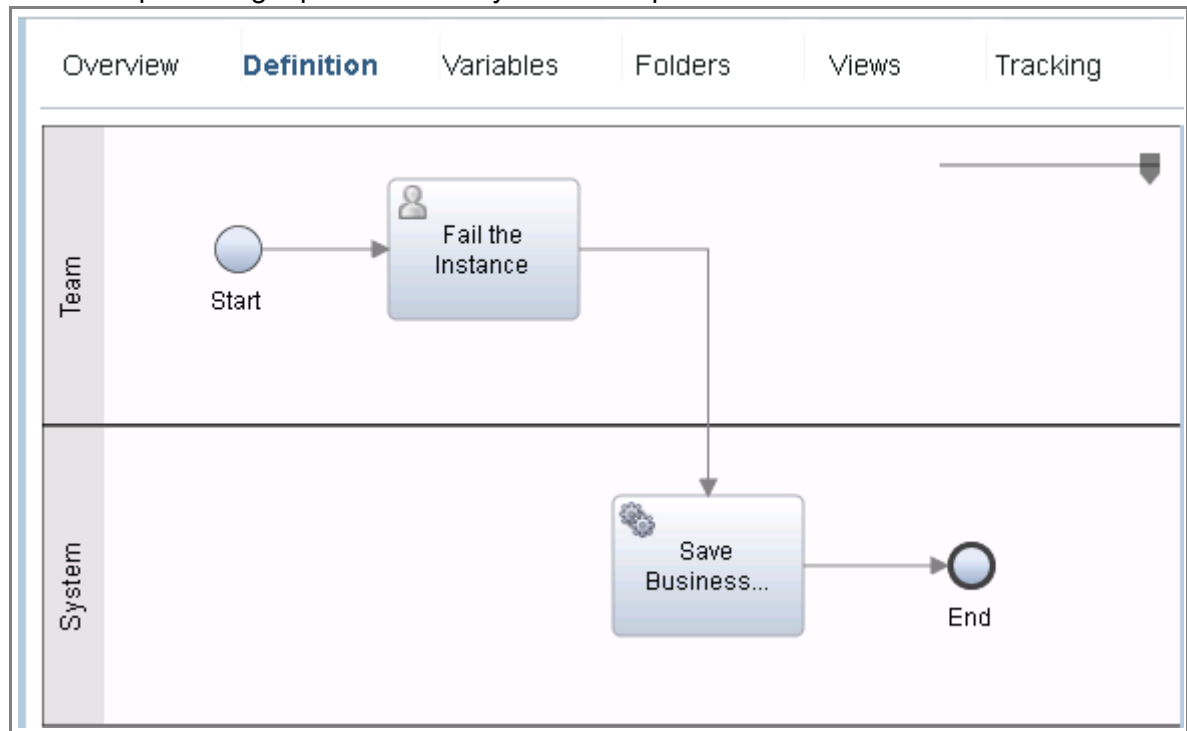 Overview Definition Variables Folders Views Tracking
Team
Fail the
Instance
Start
System
Save
Business...
End